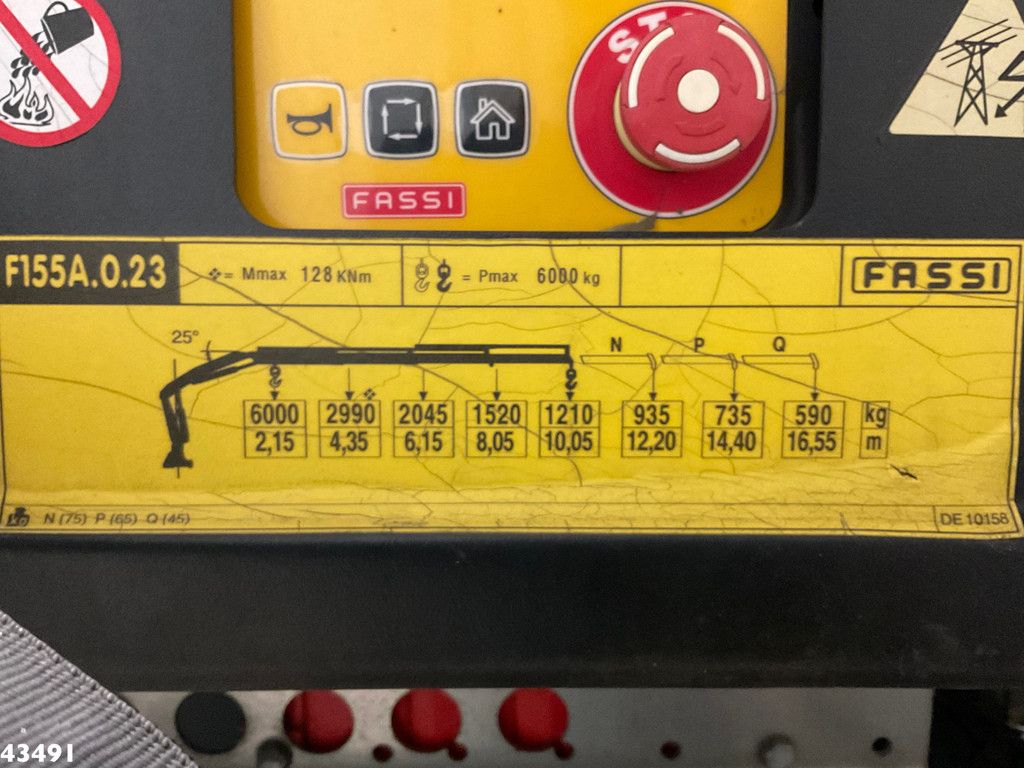 ST
FASSI
F155A.0.23 = Mmax 128 KNm = Pmax 6000 kg FASSI
25°
N P Q
6000 2990 2045 1520 1210 935 735 590 kg
2,15 4,35 6,15 8,05 10,05 12,20 14,40 16,55 m
kg N (75) P (65) Q (45) DE 10158
43491